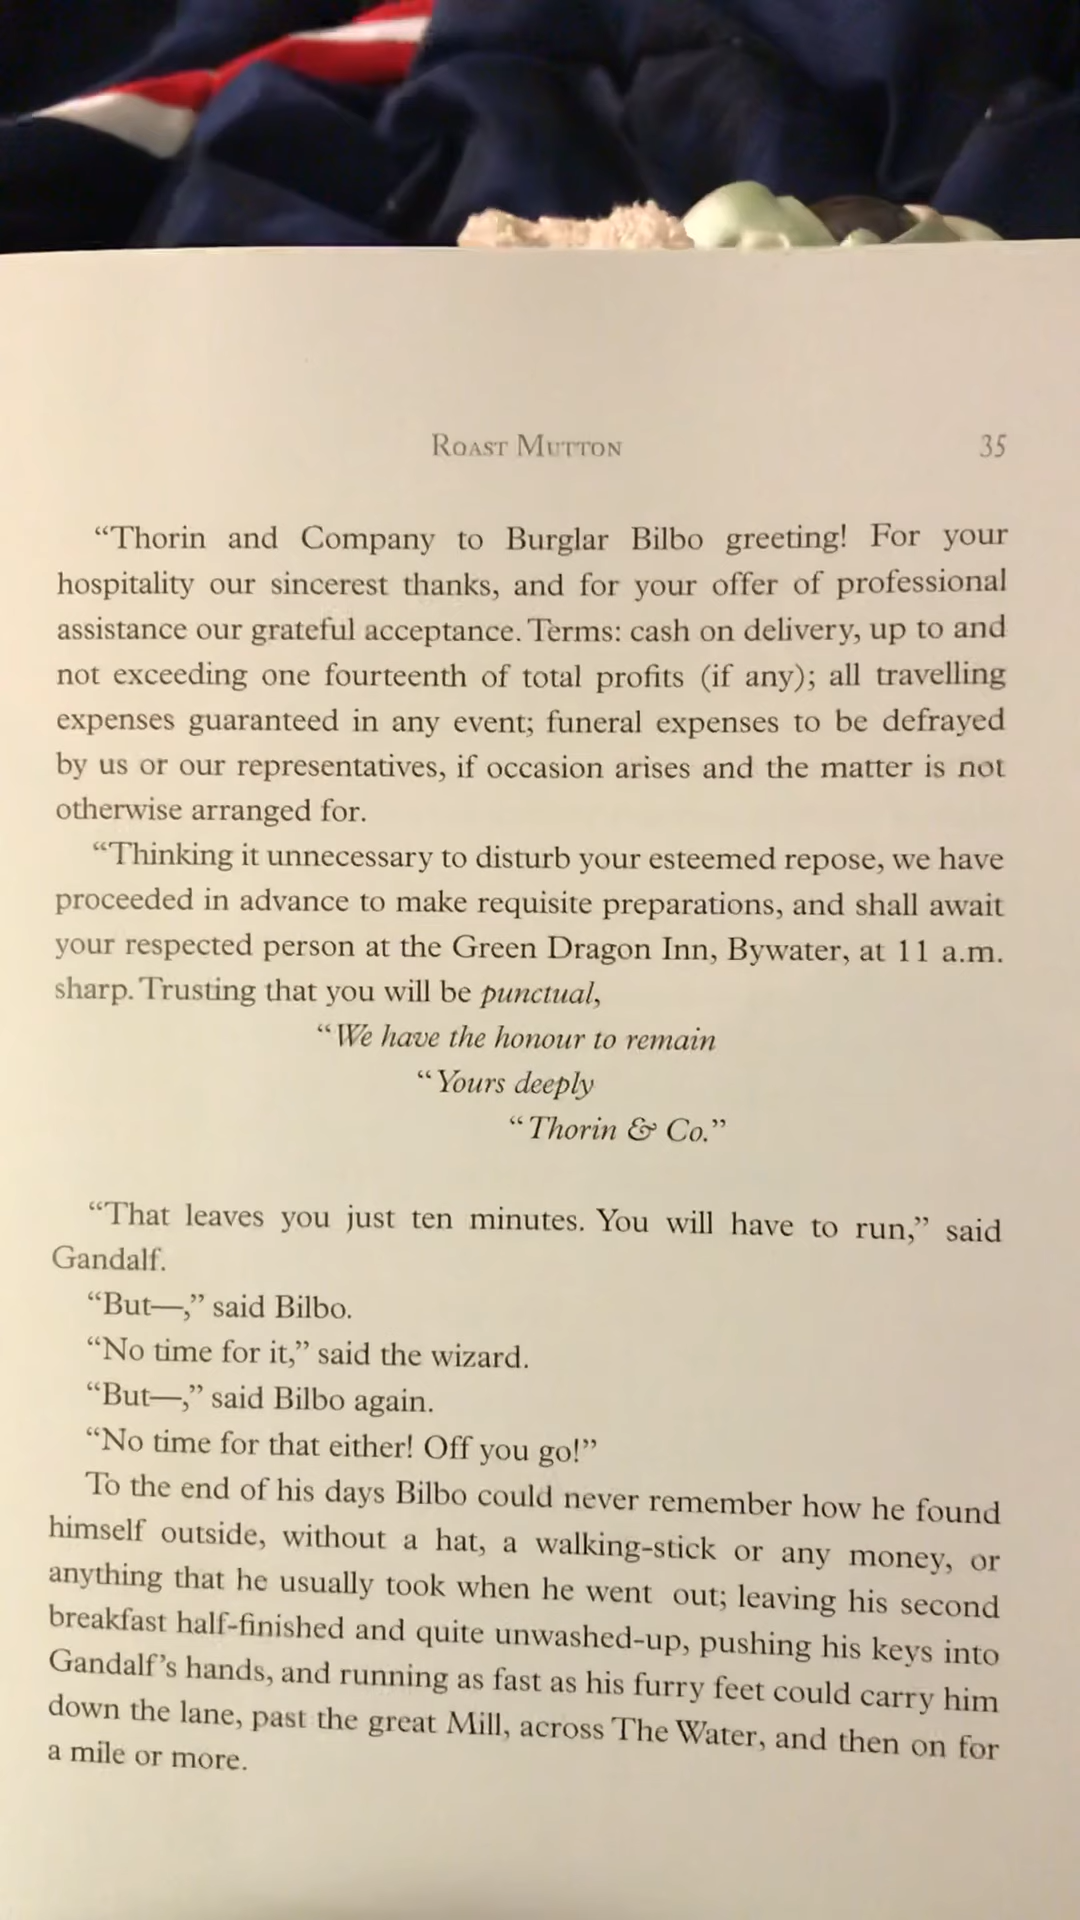 ROAST MUTTON 35
“Thorin and Company to Burglar Bilbo greeting! For your
hospitality our sincerest thanks, and for your offer of professional
assistance our grateful acceptance. Terms: cash on delivery, up to and
not exceeding one fourteenth of total profits (if any); all travelling
expenses guaranteed in any event; funeral expenses to be defrayed
by us or our representatives, if occasion arises and the matter is not
otherwise arranged for.
“Thinking it unnecessary to disturb your esteemed repose, we have
proceeded in advance to make requisite preparations, and shall await
your respected person at the Green Dragon Inn, Bywater, at 11 a.m.
sharp. Trusting that you will be punctual,
“We have the honour to remain
“Yours deeply
“Thorin & Co.”
“That leaves you just ten minutes. You will have to run,” said
Gandalf.
“But—,” said Bilbo.
“No time for it,” said the wizard.
“But—,” said Bilbo again.
“No time for that either! Off you go!”
To the end of his days Bilbo could never remember how he found
himself outside, without a hat, a walking-stick or any money, or
anything that he usually took when he went out; leaving his second
breakfast half-finished and quite unwashed-up, pushing his keys into
Gandalf’s hands, and running as fast as his furry feet could carry him
down the lane, past the great Mill, across The Water, and then on for
a mile or more.